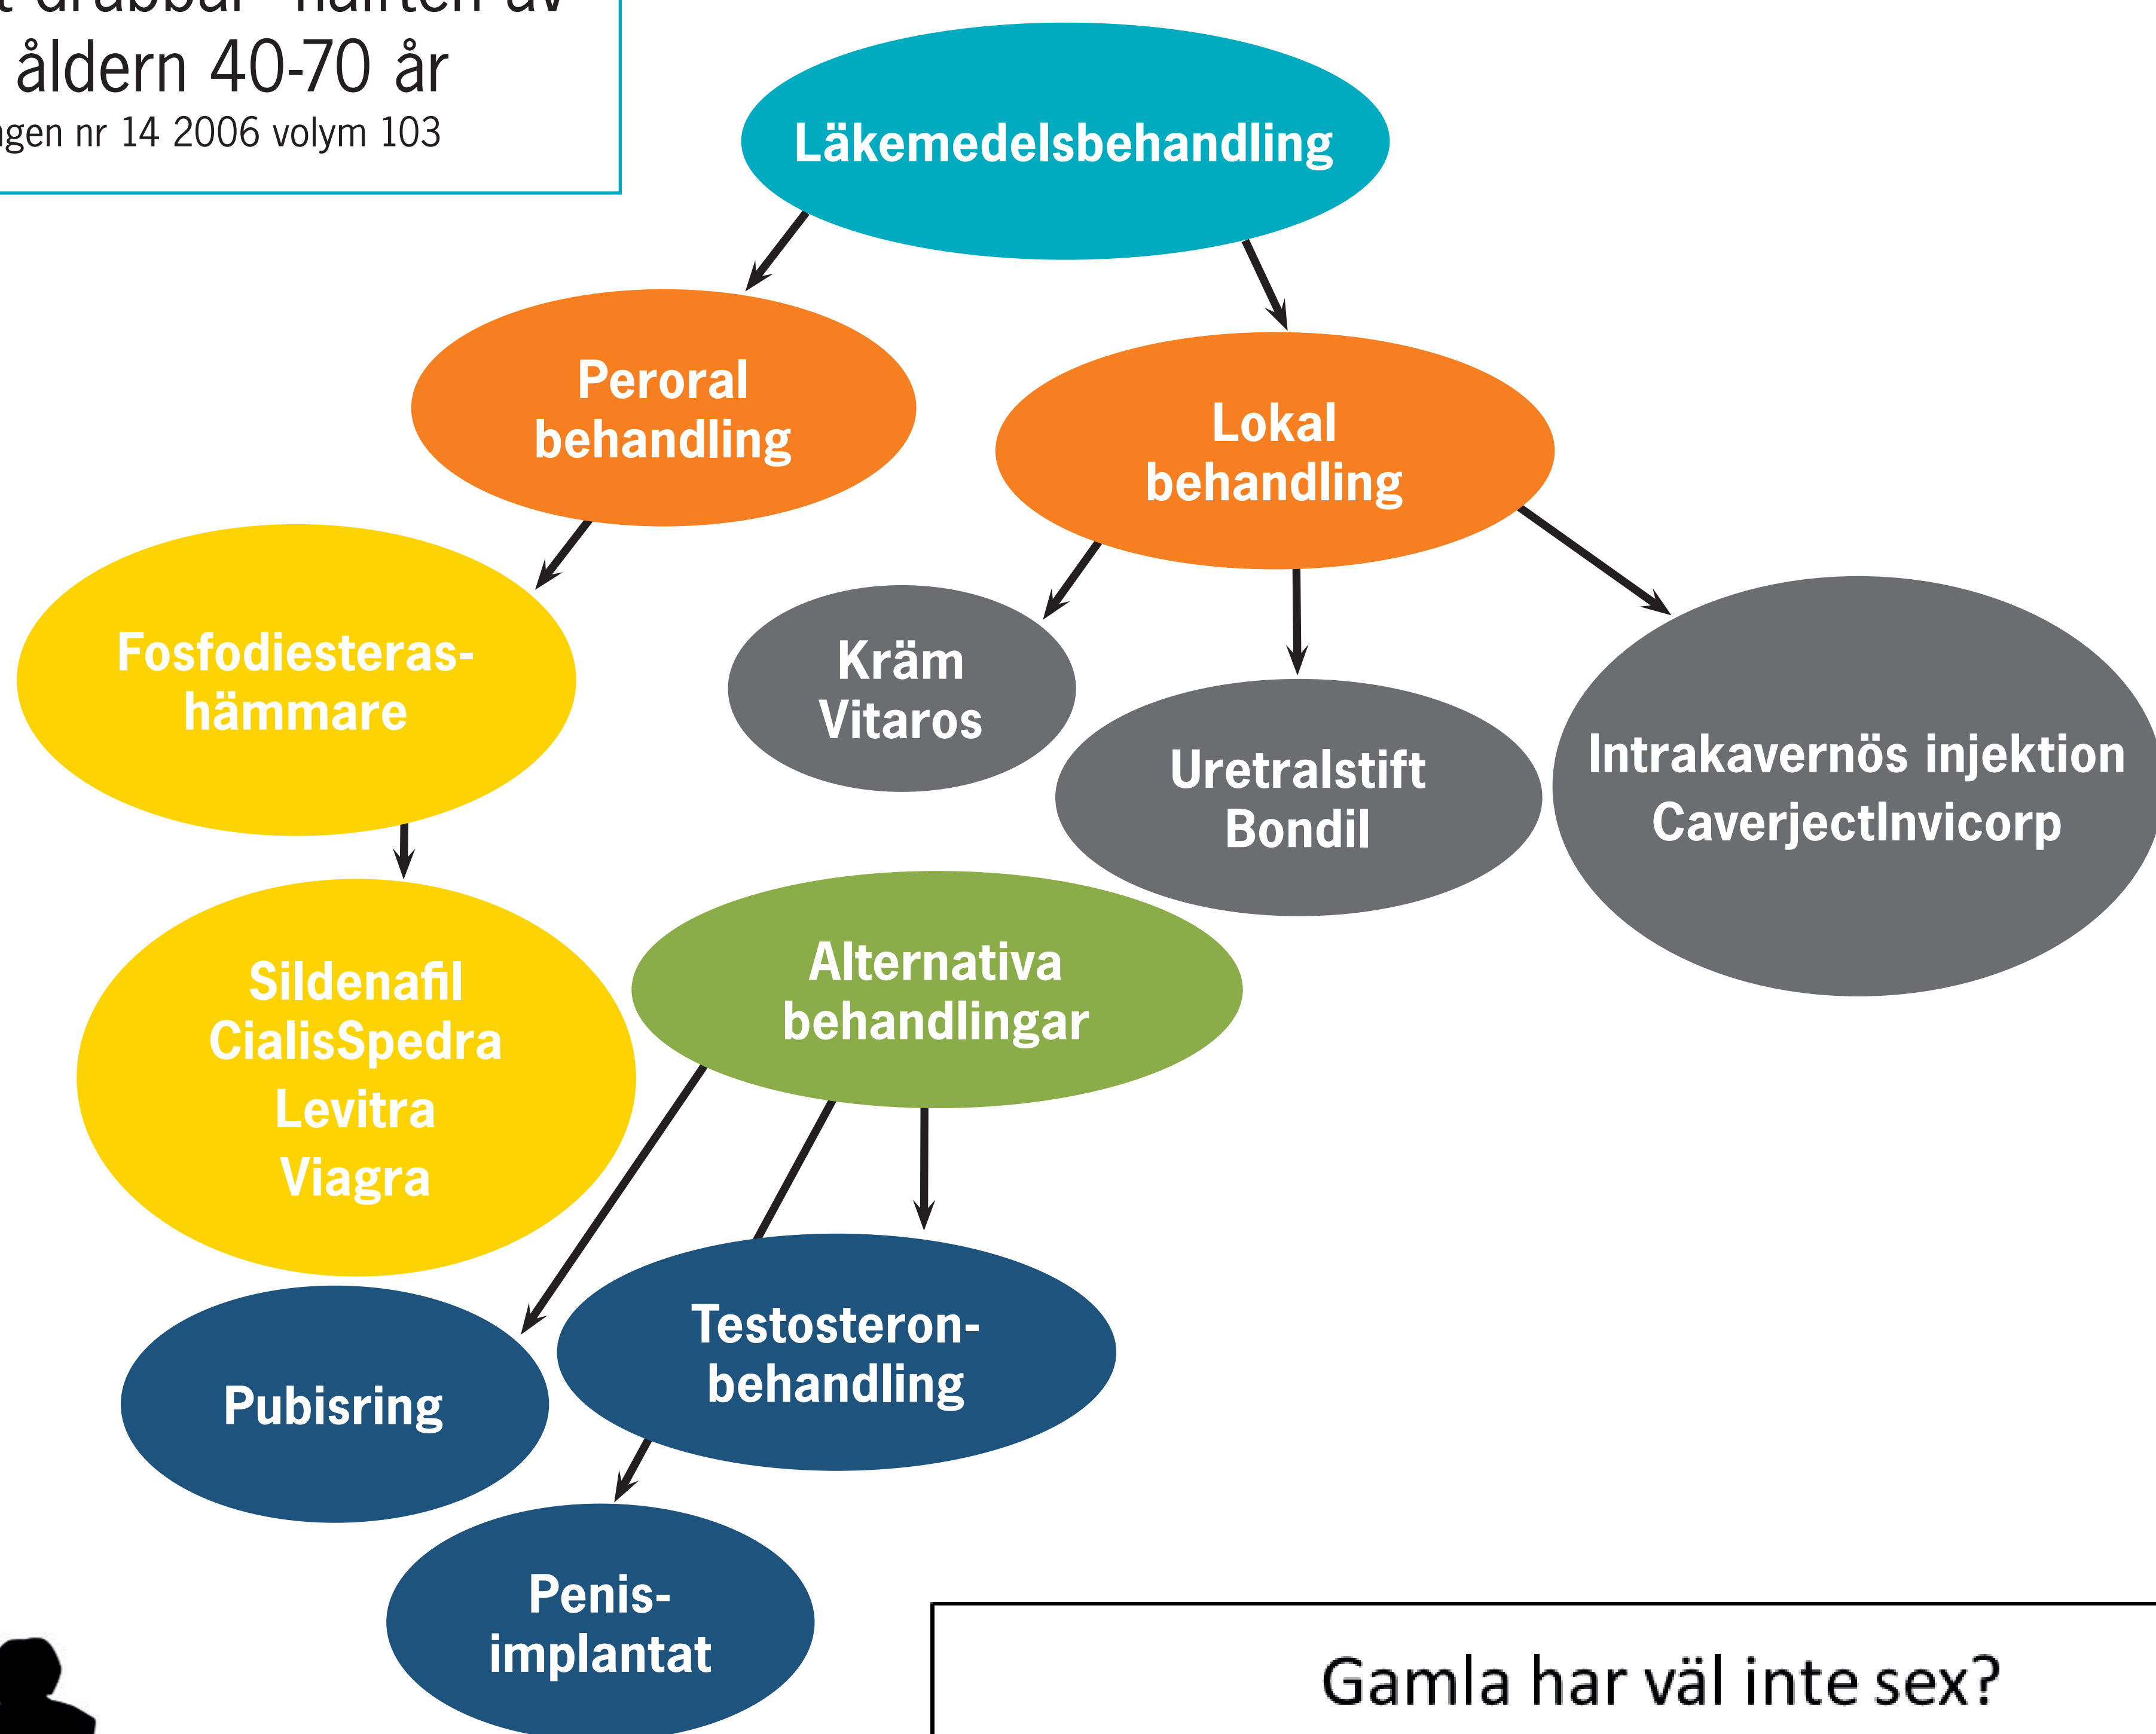 åldern 40-70 år
nr 14 2006 volym 103
Läkemedelsbehandling
Peroral
behandling
Lokal
behandling
Fosfodiesteras-
hämmare
Kräm
Vitaros
Uretralstift
Bondil
Intrakavernös injektion
CaverjectInvicorp
Sildenafil
CialisSpedra
Levitra
Viagra
Alternativa
behandlingar
Pubisring
Testosteron-
behandling
Penis-
implantat
Gamla har väl inte sex?